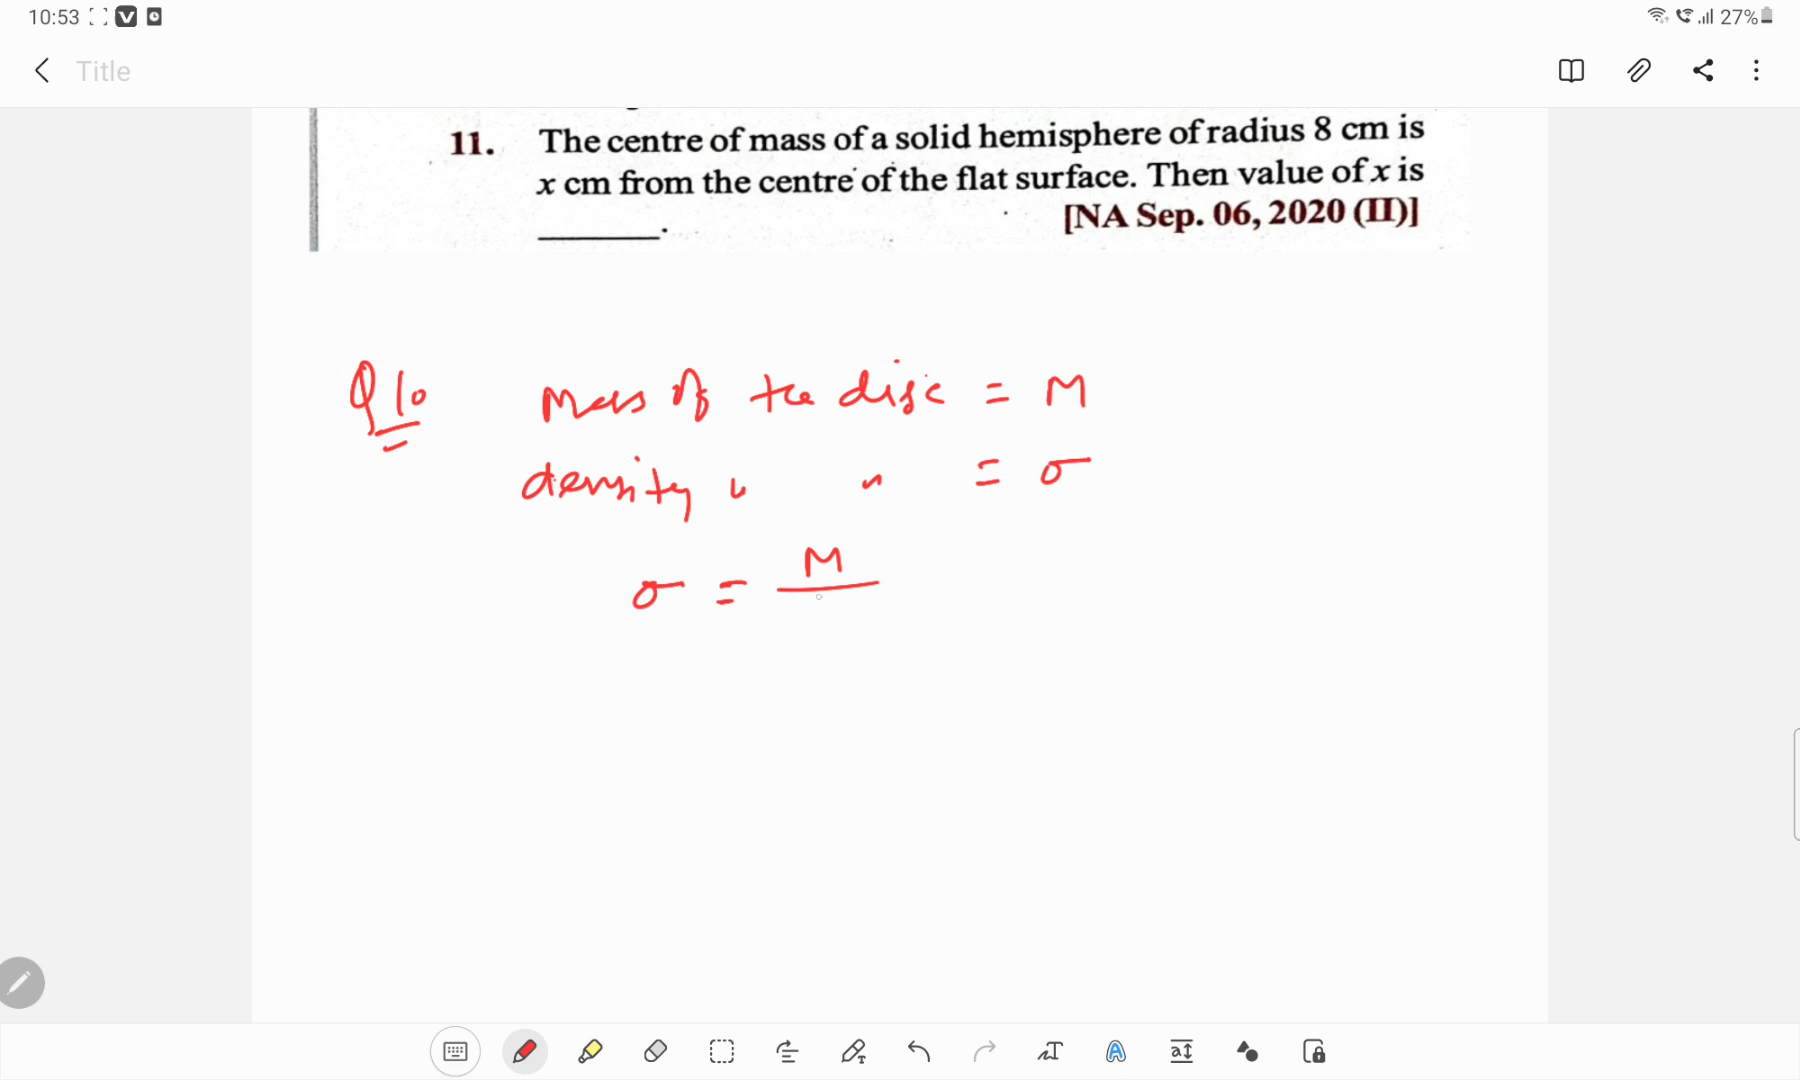 10:53
27%
Title
11. The centre of mass of a solid hemisphere of radius 8 cm is
x cm from the centre of the flat surface. Then value of x is
________.
[NA Sep. 06, 2020 (II)]
Q10 Mass of the disc = M
density " " = σ
σ = M